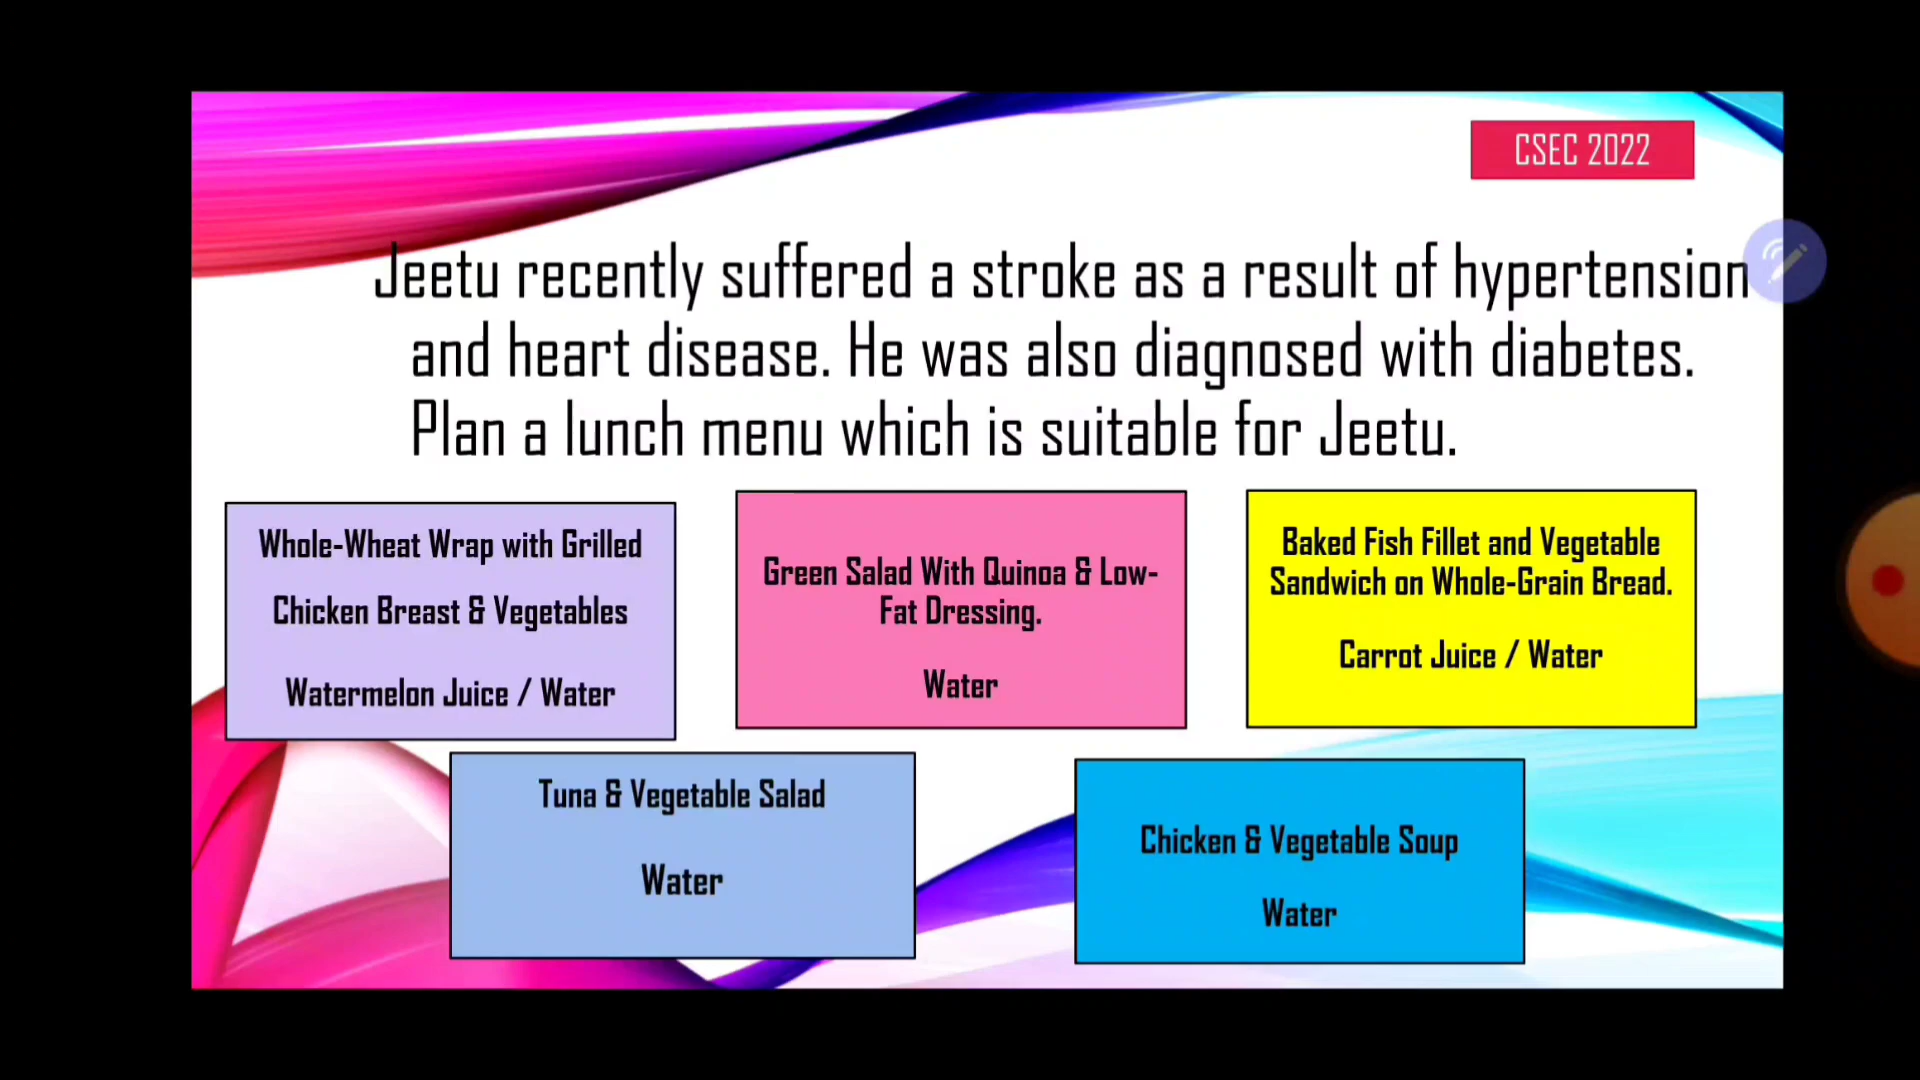 CSEC 2022
Jeetu recently suffered a stroke as a result of hypertension
and heart disease. He was also diagnosed with diabetes.
Plan a lunch menu which is suitable for Jeetu.
Whole-Wheat Wrap with Grilled
Chicken Breast & Vegetables
Watermelon Juice / Water
Green Salad With Quinoa & Low-
Fat Dressing.
Water
Baked Fish Fillet and Vegetable
Sandwich on Whole-Grain Bread.
Carrot Juice / Water
Tuna & Vegetable Salad
Water
Chicken & Vegetable Soup
Water